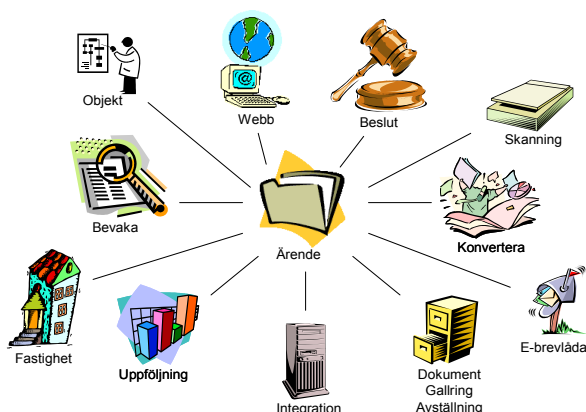 Objekt
Webb
Beslut
Skanning
Bevaka
Ärende
Konvertera
Fastighet
Uppföljning
Integration
Dokument
Gallring
Avställning
E-brevlåda
@